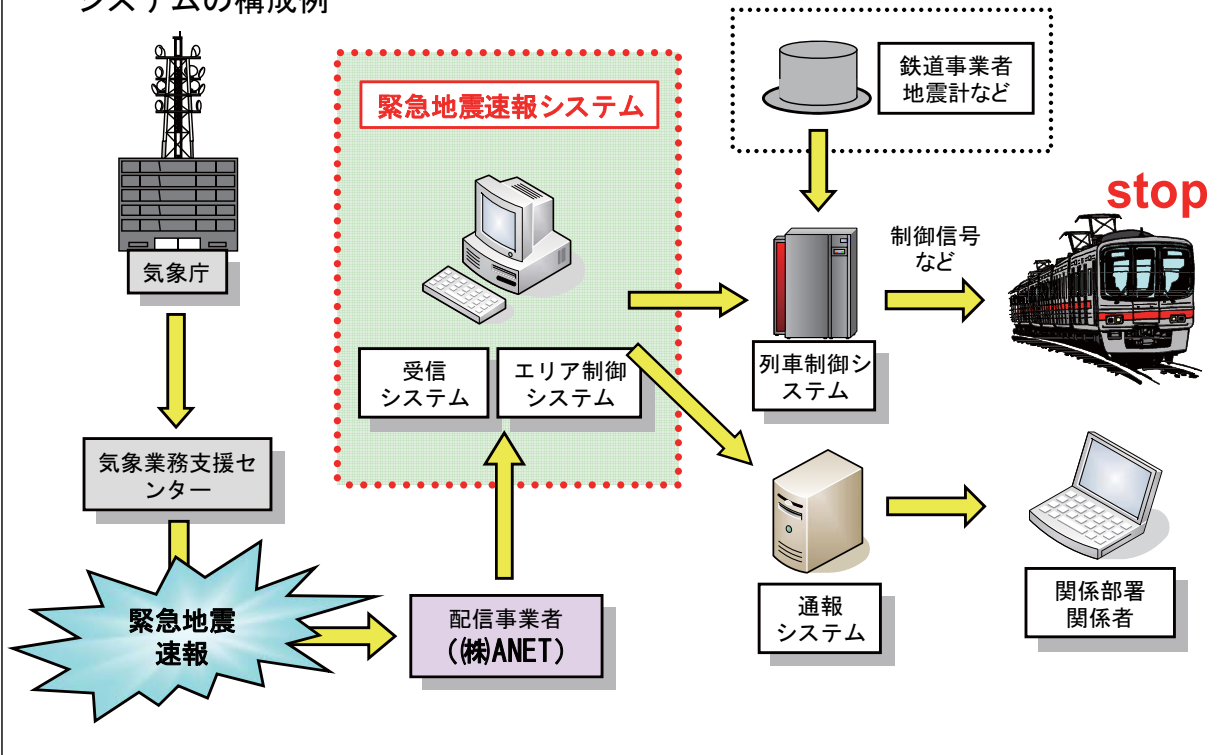 システムの構成例
気象庁
気象業務支援セ
ンター
緊急地震
速報
配信事業者
(㈱ANET)
緊急地震速報システム
受信
システム
エリア制御
システム
鉄道事業者
地震計など
列車制御シ
ステム
制御信号
など
stop
通報
システム
関係部署
関係者